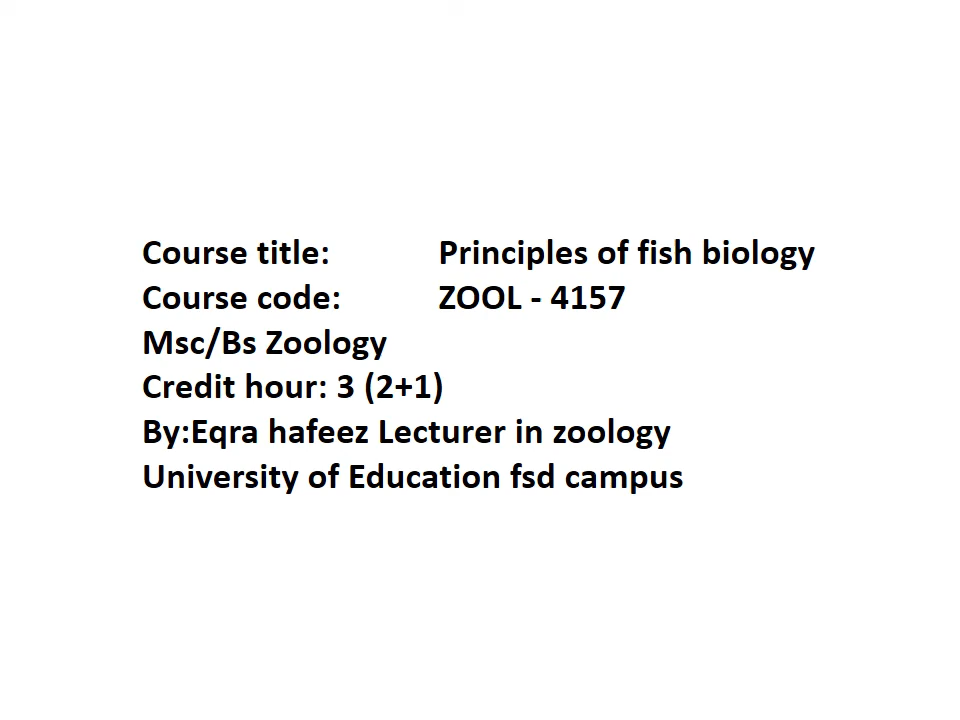 Course title: Principles of fish biology
Course code: ZOOL - 4157
Msc/Bs Zoology
Credit hour: 3 (2+1)
By:Eqra hafeez Lecturer in zoology
University of Education fsd campus